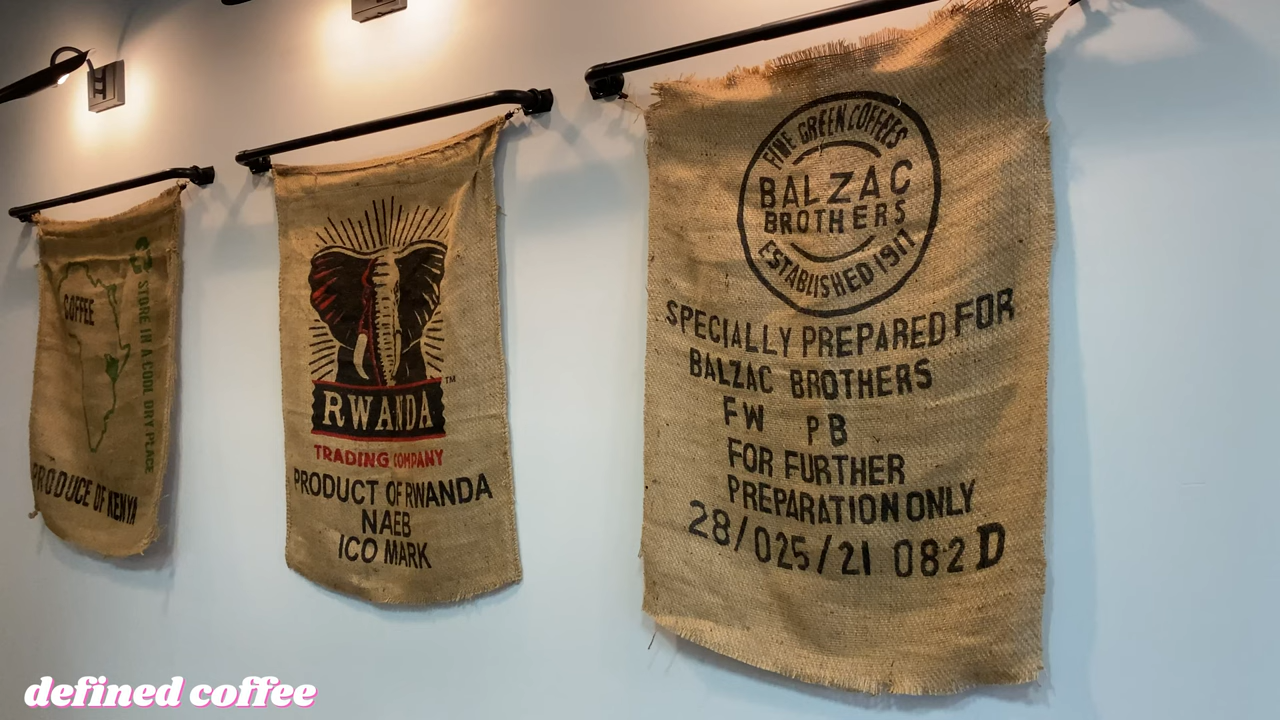 COFFEE
STORE IN A COOL DRY PLACE
PRODUCE OF KENYA
RWANDA™
TRADING COMPANY
PRODUCT OF RWANDA
NAEB
ICO MARK
FINE GREEN COFFEES
BALZAC
BROTHERS
ESTABLISHED 1917
SPECIALLY PREPARED FOR
BALZAC BROTHERS
FW PB
FOR FURTHER
PREPARATION ONLY
28/025/21 082D
defined coffee